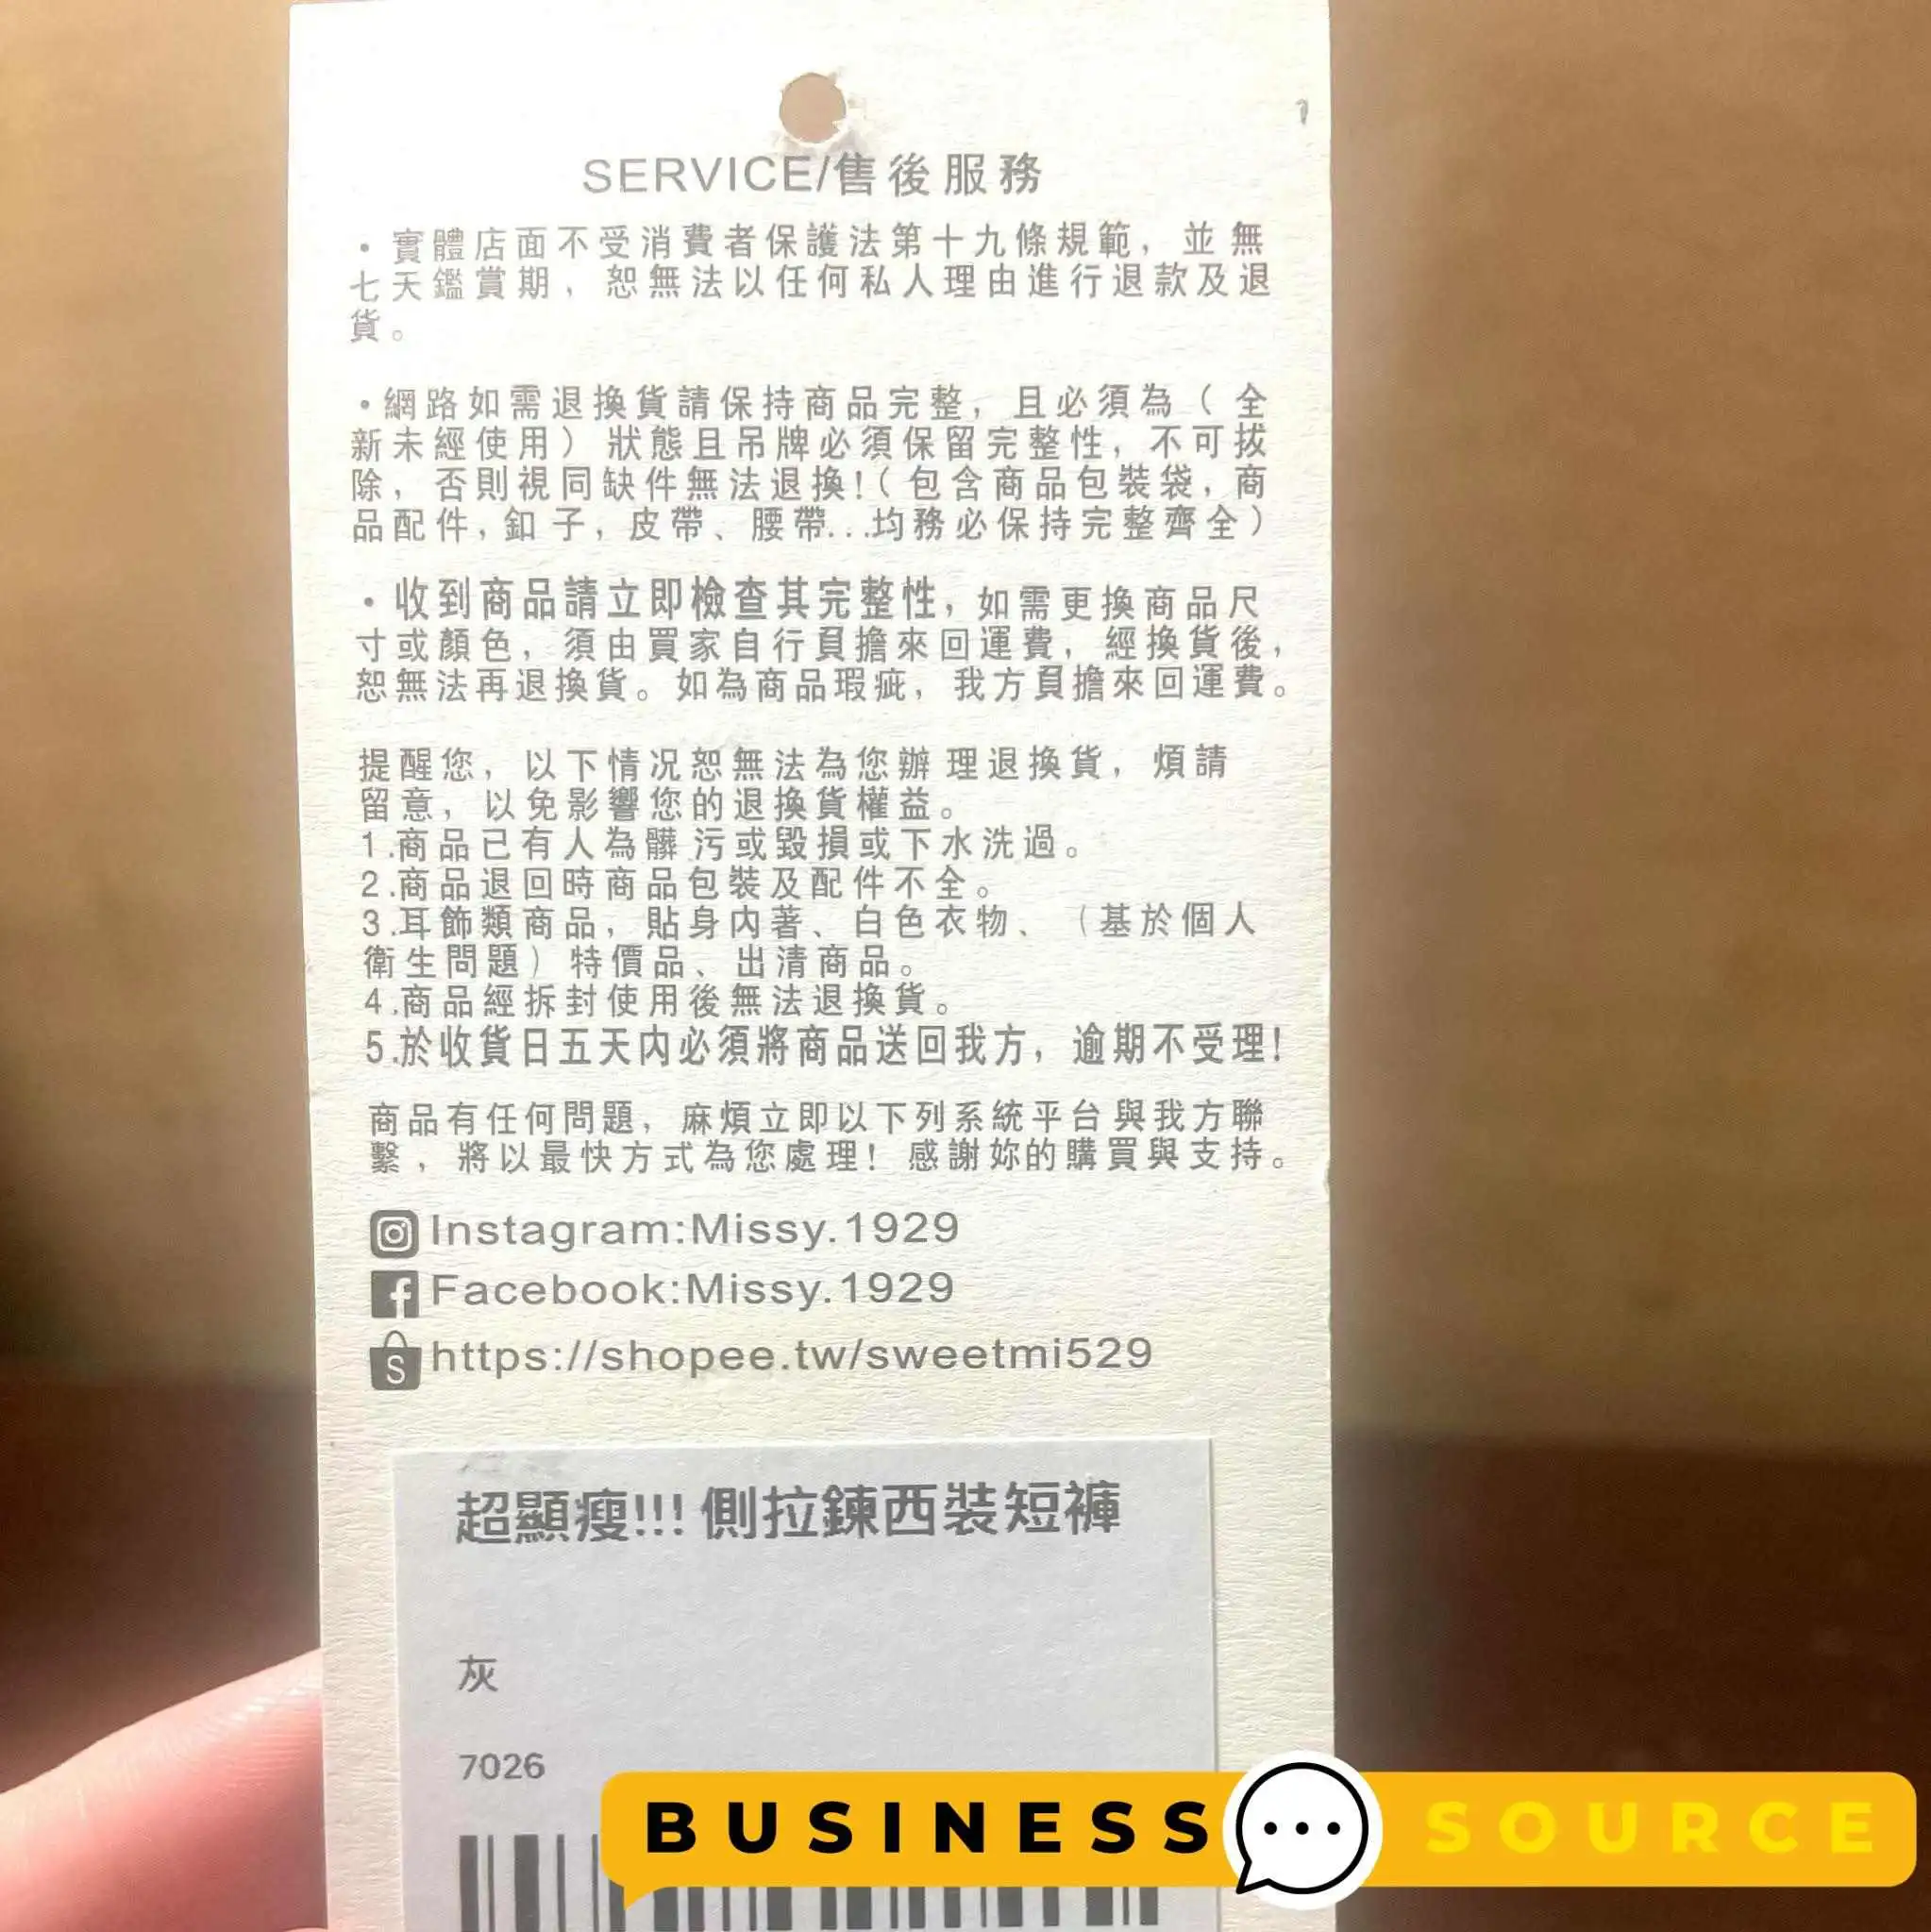 SERVICE/售後服務
•實體店面不受消費者保護法第十九條規範，並無
七天鑑賞期，恕無法以任何私人理由進行退款及退
貨。
•網路如需退換貨請保持商品完整，且必須為（全
新未經使用）狀態且吊牌必須保留完整性，不可拔
除，否則視同缺件無法退換!（包含商品包裝袋，商
品配件,釦子,皮帶、腰帶...均務必保持完整齊全）
•收到商品請立即檢查其完整性，如需更換商品尺
寸或顏色，須由買家自行頁擔來回運費，經換貨後，
恕無法再退換貨。如為商品瑕疵，我方頁擔來回運費。
提醒您，以下情況恕無法為您辦理退換貨，煩請
留意，以免影響您的退換貨權益。
1.商品已有人為髒污或毀損或下水洗過。
2.商品退回時商品包裝及配件不全。
3.耳飾類商品，貼身內著、白色衣物、（基於個人
衛生問題）特價品、出清商品。
4.商品經拆封使用後無法退換貨。
5.於收貨日五天內必須將商品送回我方，逾期不受理!
商品有任何問題，麻煩立即以下列系統平台與我方聯
繫，將以最快方式為您處理!感謝妳的購買與支持。
Instagram:Missy.1929
Facebook:Missy.1929
https://shopee.tw/sweetmi529
超顯瘦!!!側拉鍊西裝短褲
灰
7026
BUSINESS SOURCE